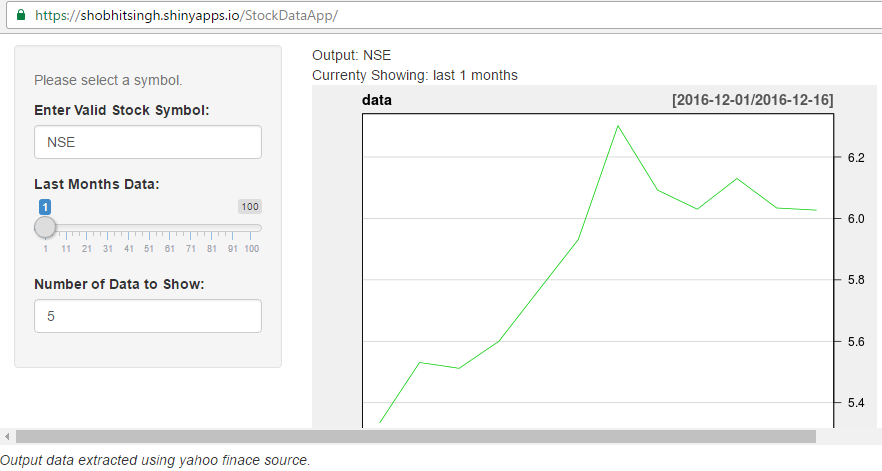 https://shobhitsingh.shinyapps.io/StockDataApp/
Please select a symbol.
Enter Valid Stock Symbol:
NSE
Last Months Data:
1 100
1 11 21 31 41 51 61 71 81 91 100
Number of Data to Show:
5
Output: NSE
Currenty Showing: last 1 months
data [2016-12-01/2016-12-16]
6.2
6.0
5.8
5.6
5.4
Output data extracted using yahoo finace source.